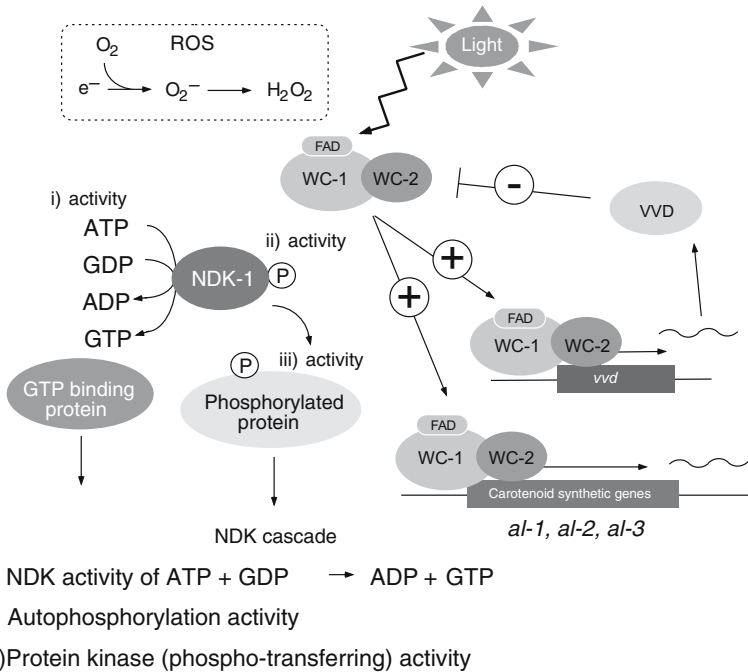 O2 ROS
e– O2– H2O2
Light
FAD
WC-1 WC-2
VVD
i) activity
ATP
GDP
ADP
GTP
NDK-1
ii) activity
P
iii) activity
P
GTP binding
protein
Phosphorylated
protein
NDK cascade
-
+
+
FAD
WC-1 WC-2
vvd
FAD
WC-1 WC-2
Carotenoid synthetic genes
al-1, al-2, al-3
NDK activity of ATP + GDP → ADP + GTP
Autophosphorylation activity
)Protein kinase (phospho-transferring) activity